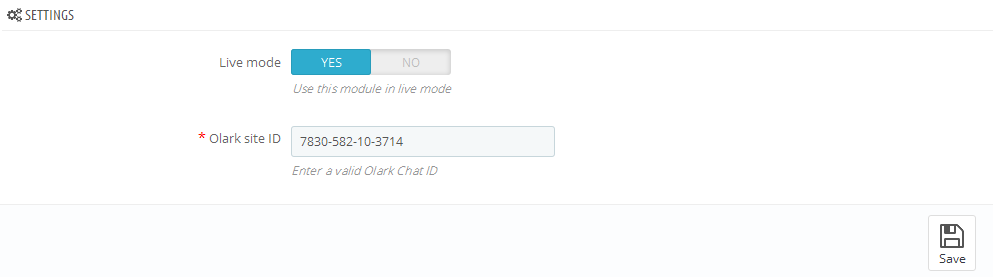 SETTINGS
Live mode YES NO
Use this module in live mode
* Olark site ID 7830-582-10-3714
Enter a valid Olark Chat ID
Save